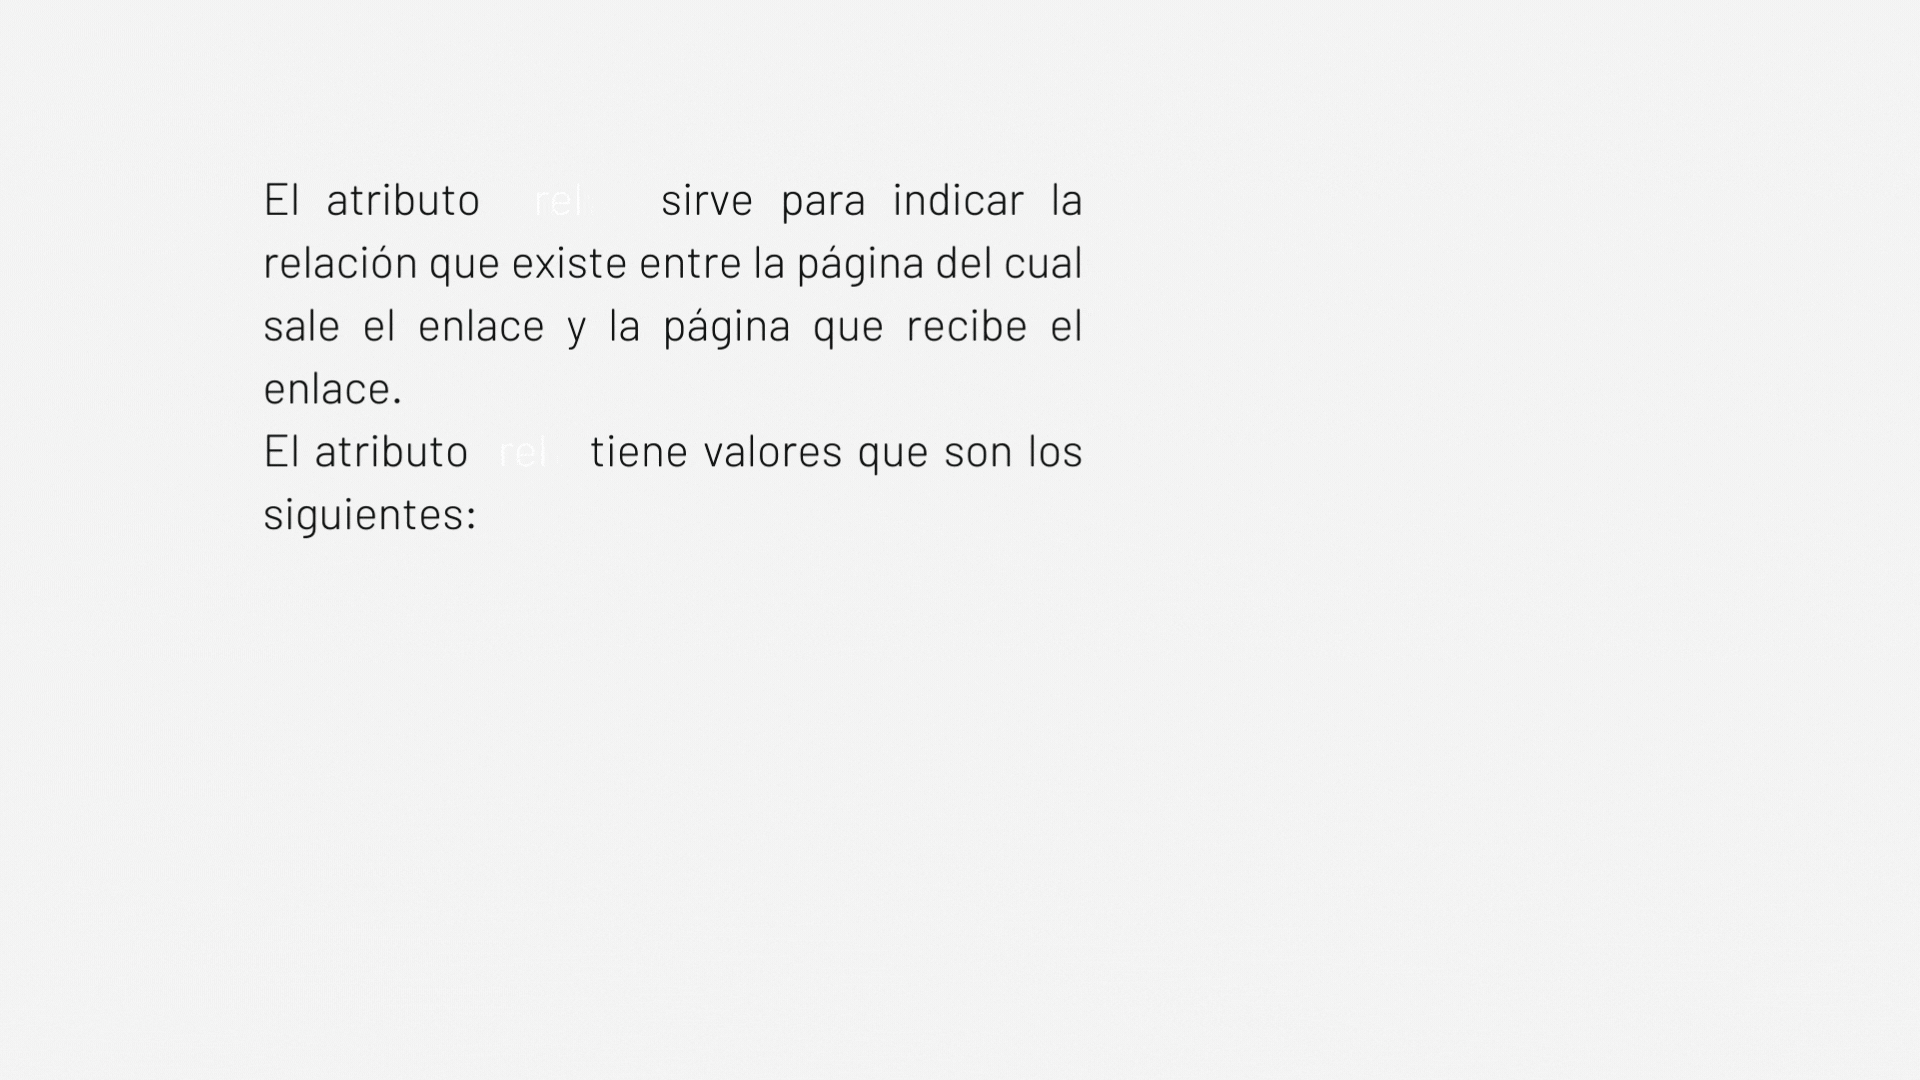 El atributo rel sirve para indicar la
relación que existe entre la página del cual
sale el enlace y la página que recibe el
enlace.
El atributo rel tiene valores que son los
siguientes: